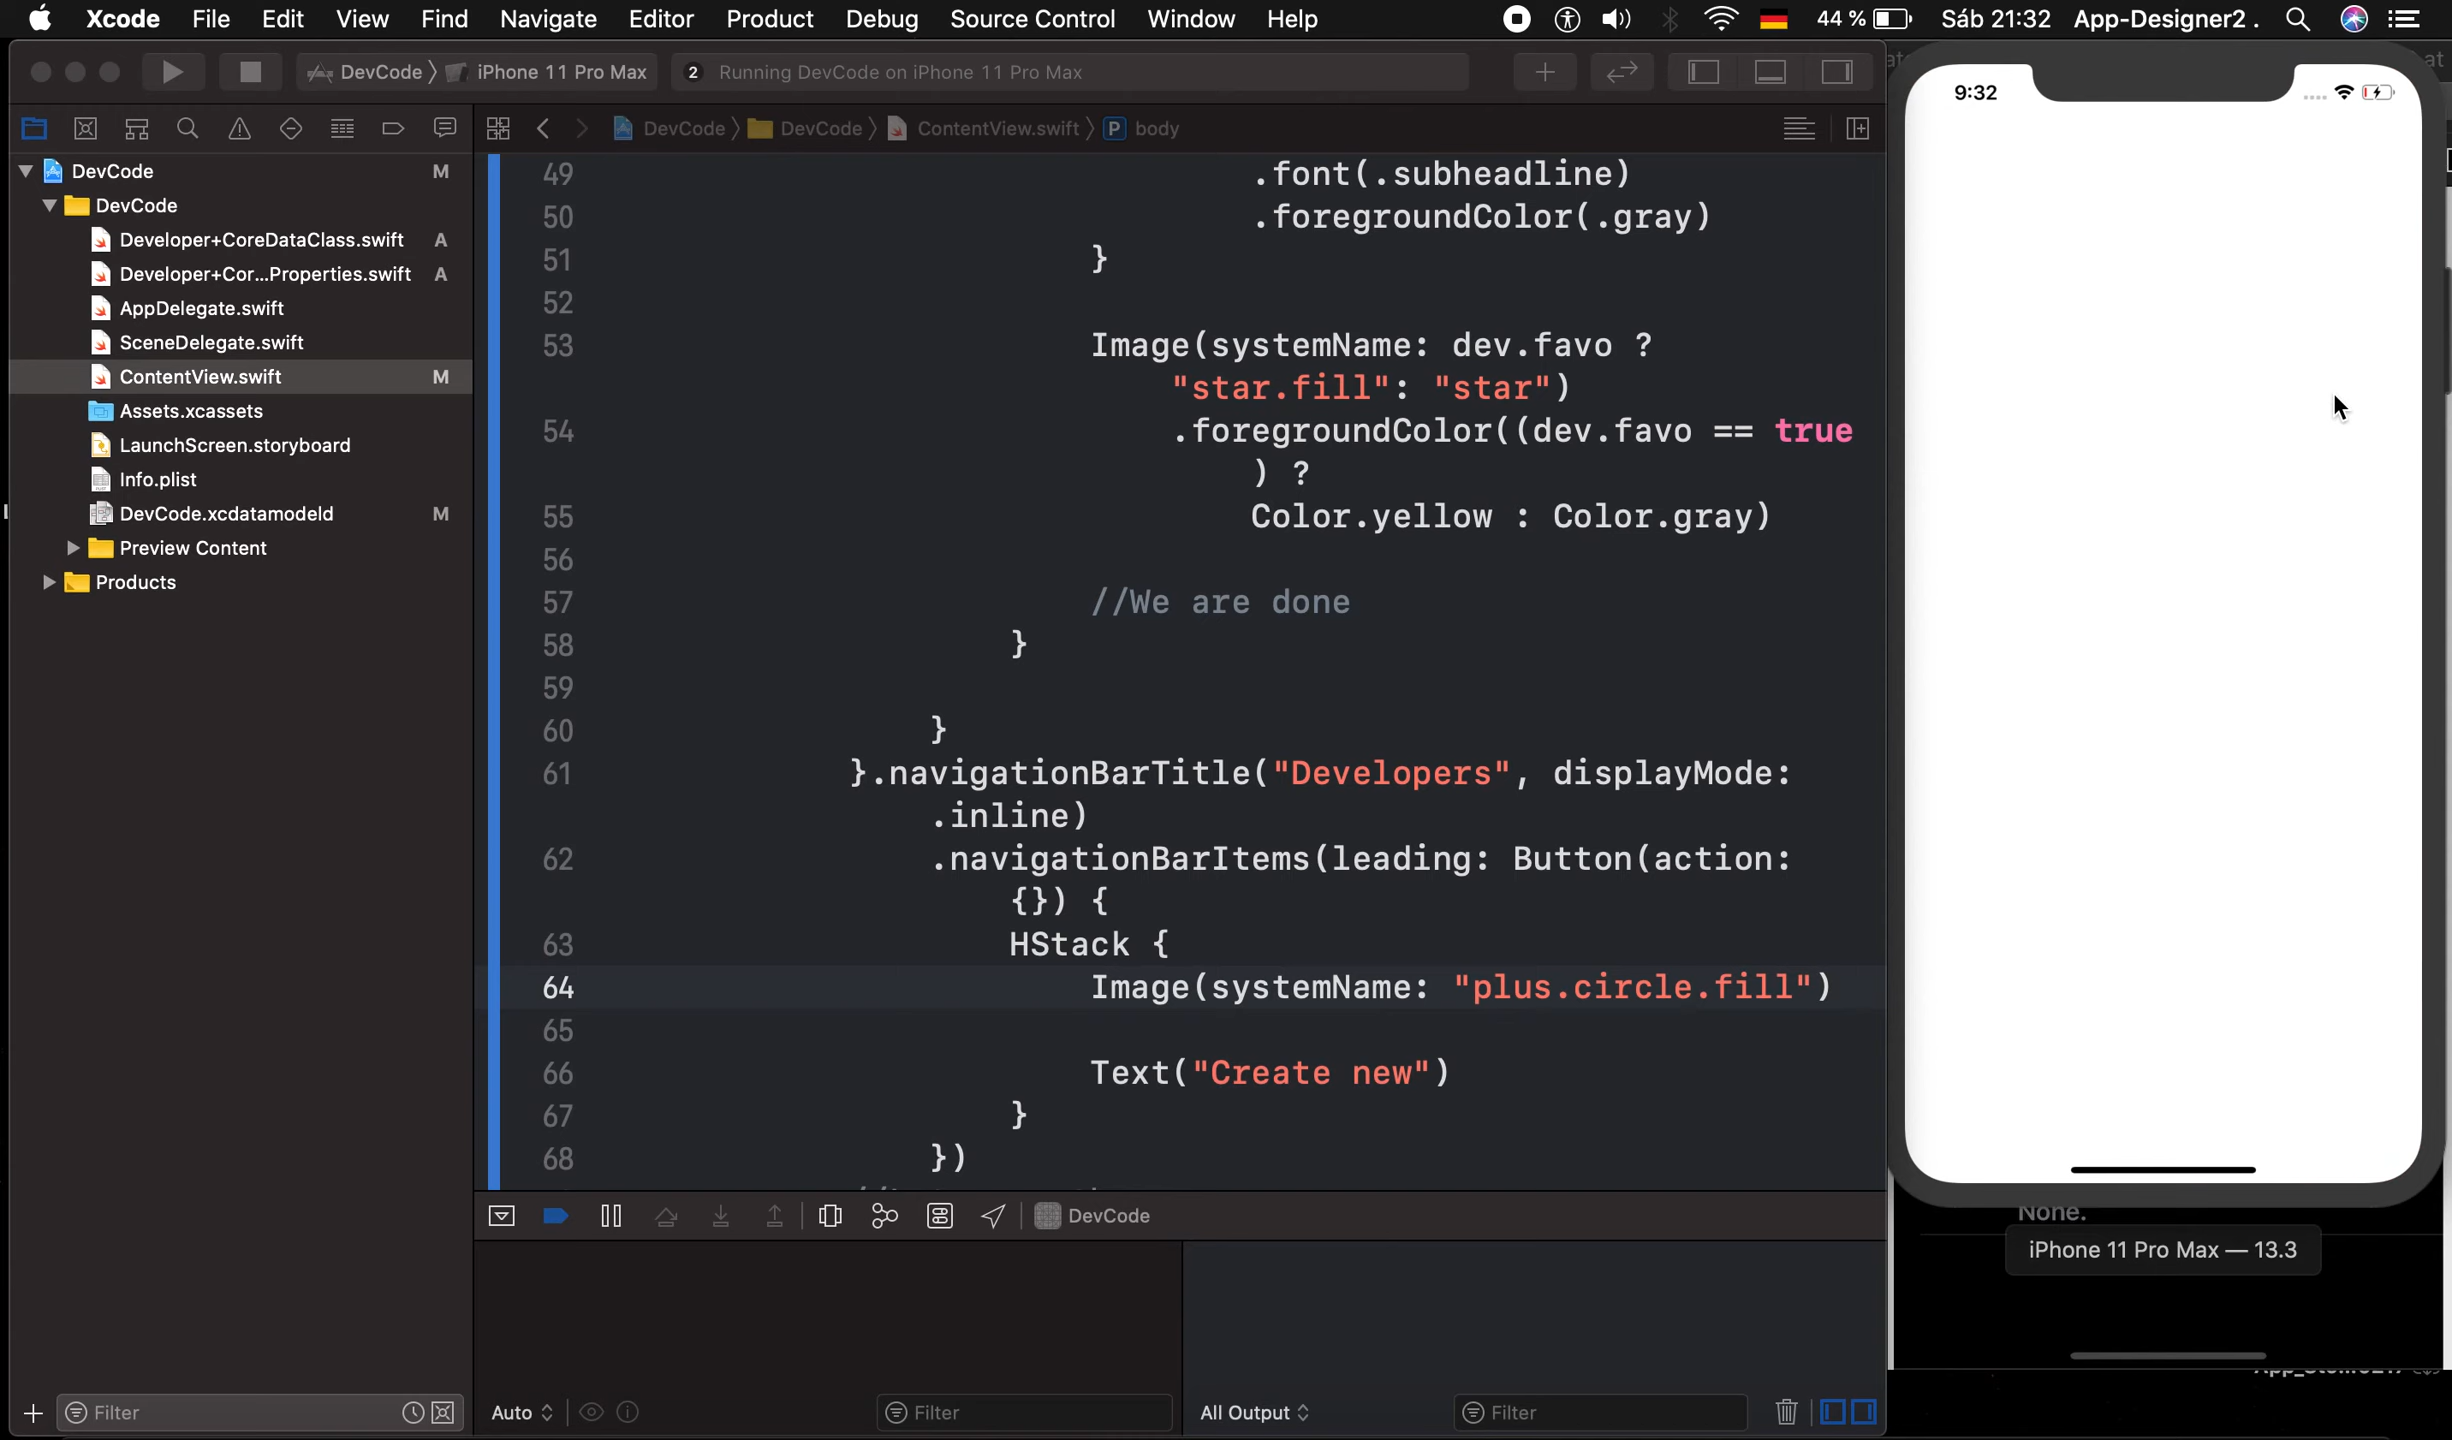 Xcode File Edit View Find Navigate Editor Product Debug Source Control Window Help 44 % Sáb 21:32 App-Designer2 .
DevCode iPhone 11 Pro Max 2 Running DevCode on iPhone 11 Pro Max
DevCode DevCode ContentView.swift P body
DevCode M
DevCode
Developer+CoreDataClass.swift A
Developer+Cor...Properties.swift A
AppDelegate.swift
SceneDelegate.swift
ContentView.swift M
Assets.xcassets
LaunchScreen.storyboard
Info.plist
DevCode.xcdatamodeld M
Preview Content
Products
49 .font(.subheadline)
50 .foregroundColor(.gray)
51 }
52
53 Image(systemName: dev.favo ?
"star.fill": "star")
54 .foregroundColor((dev.favo == true
) ?
55 Color.yellow : Color.gray)
56
57 //We are done
58 }
59
60 }
61 }.navigationBarTitle("Developers", displayMode:
.inline)
62 .navigationBarItems(leading: Button(action:
{}) {
63 HStack {
64 Image(systemName: "plus.circle.fill")
65
66 Text("Create new")
67 }
68 })
DevCode
Filter
Auto
Filter
All Output
Filter
9:32
None.
iPhone 11 Pro Max — 13.3